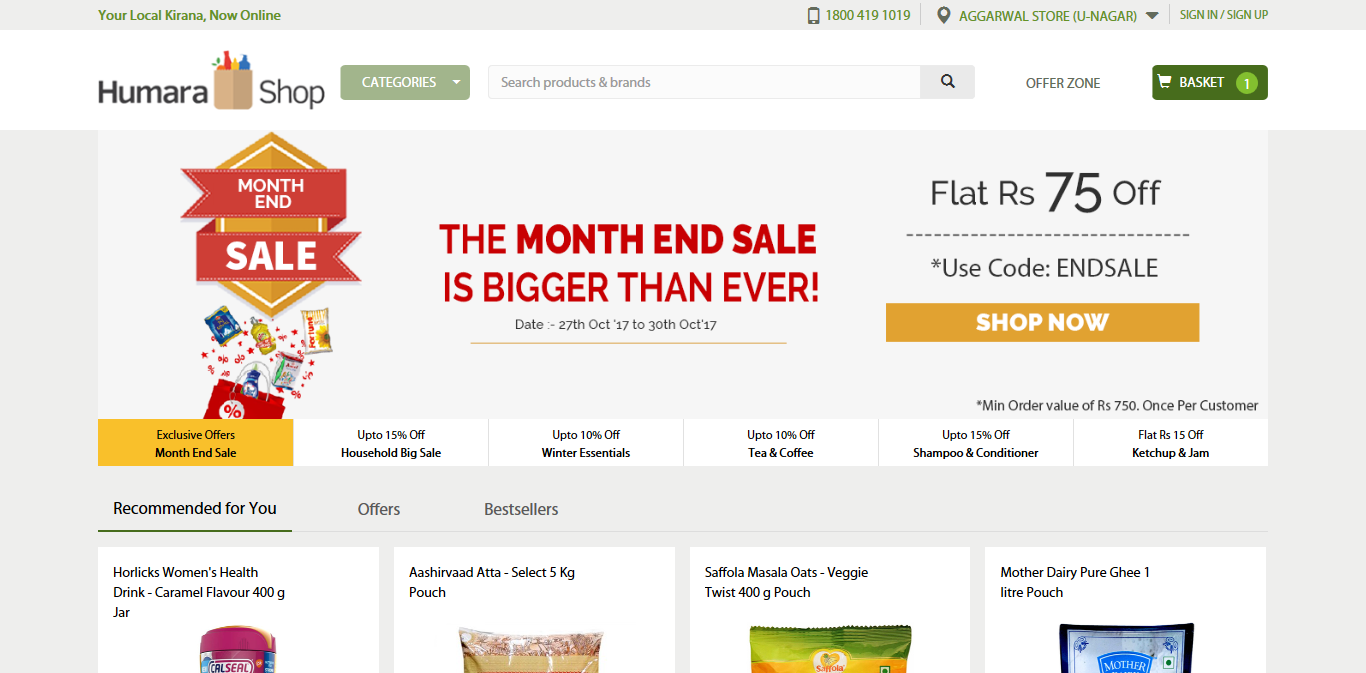 Your Local Kirana, Now Online
1800 419 1019
AGGARWAL STORE (U-NAGAR)
SIGN IN / SIGN UP
Humara Shop
CATEGORIES
Search products & brands
OFFER ZONE
BASKET 1
MONTH
END
SALE
THE MONTH END SALE
IS BIGGER THAN EVER!
Date :- 27th Oct '17 to 30th Oct'17
Flat Rs 75 Off
*Use Code: ENDSALE
SHOP NOW
*Min Order value of Rs 750. Once Per Customer
Exclusive Offers
Month End Sale
Upto 15% Off
Household Big Sale
Upto 10% Off
Winter Essentials
Upto 10% Off
Tea & Coffee
Upto 15% Off
Shampoo & Conditioner
Flat Rs 15 Off
Ketchup & Jam
Recommended for You
Offers
Bestsellers
Horlicks Women's Health
Drink - Caramel Flavour 400 g
Jar
CALSEAL
Aashirvaad Atta - Select 5 Kg
Pouch
Saffola Masala Oats - Veggie
Twist 400 g Pouch
Saffola
Mother Dairy Pure Ghee 1
litre Pouch
MOTHER